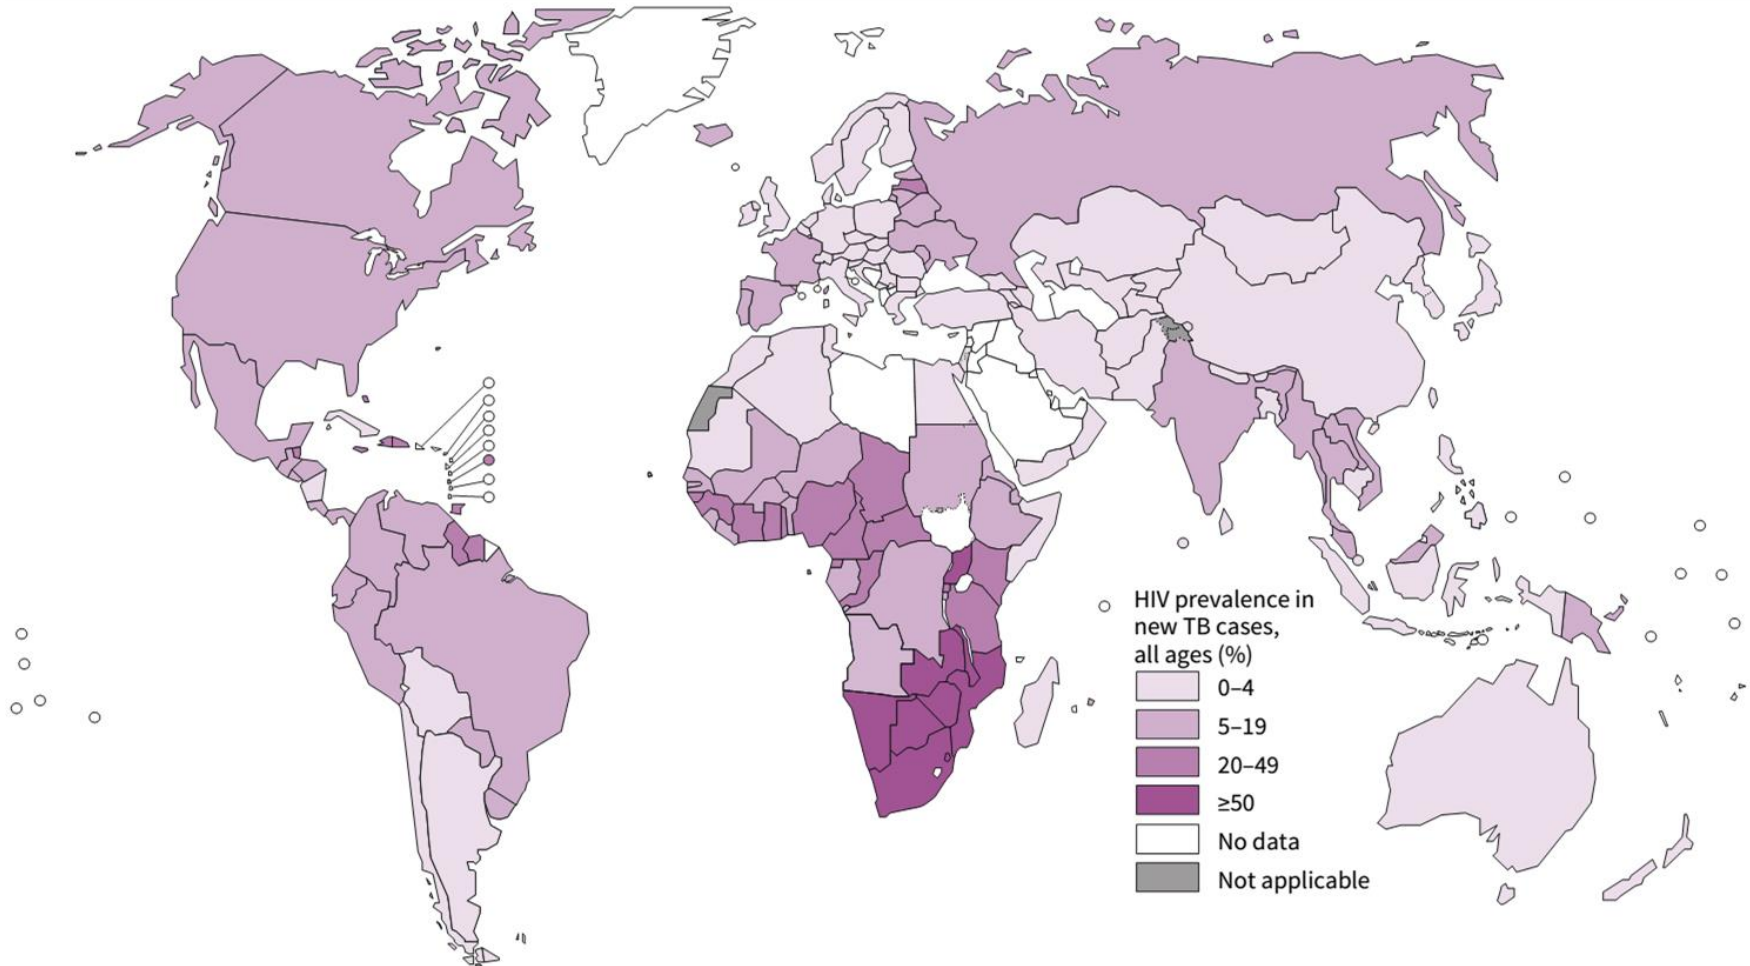 HIV prevalence in
new TB cases,
all ages (%)
0–4
5–19
20–49
≥50
No data
Not applicable